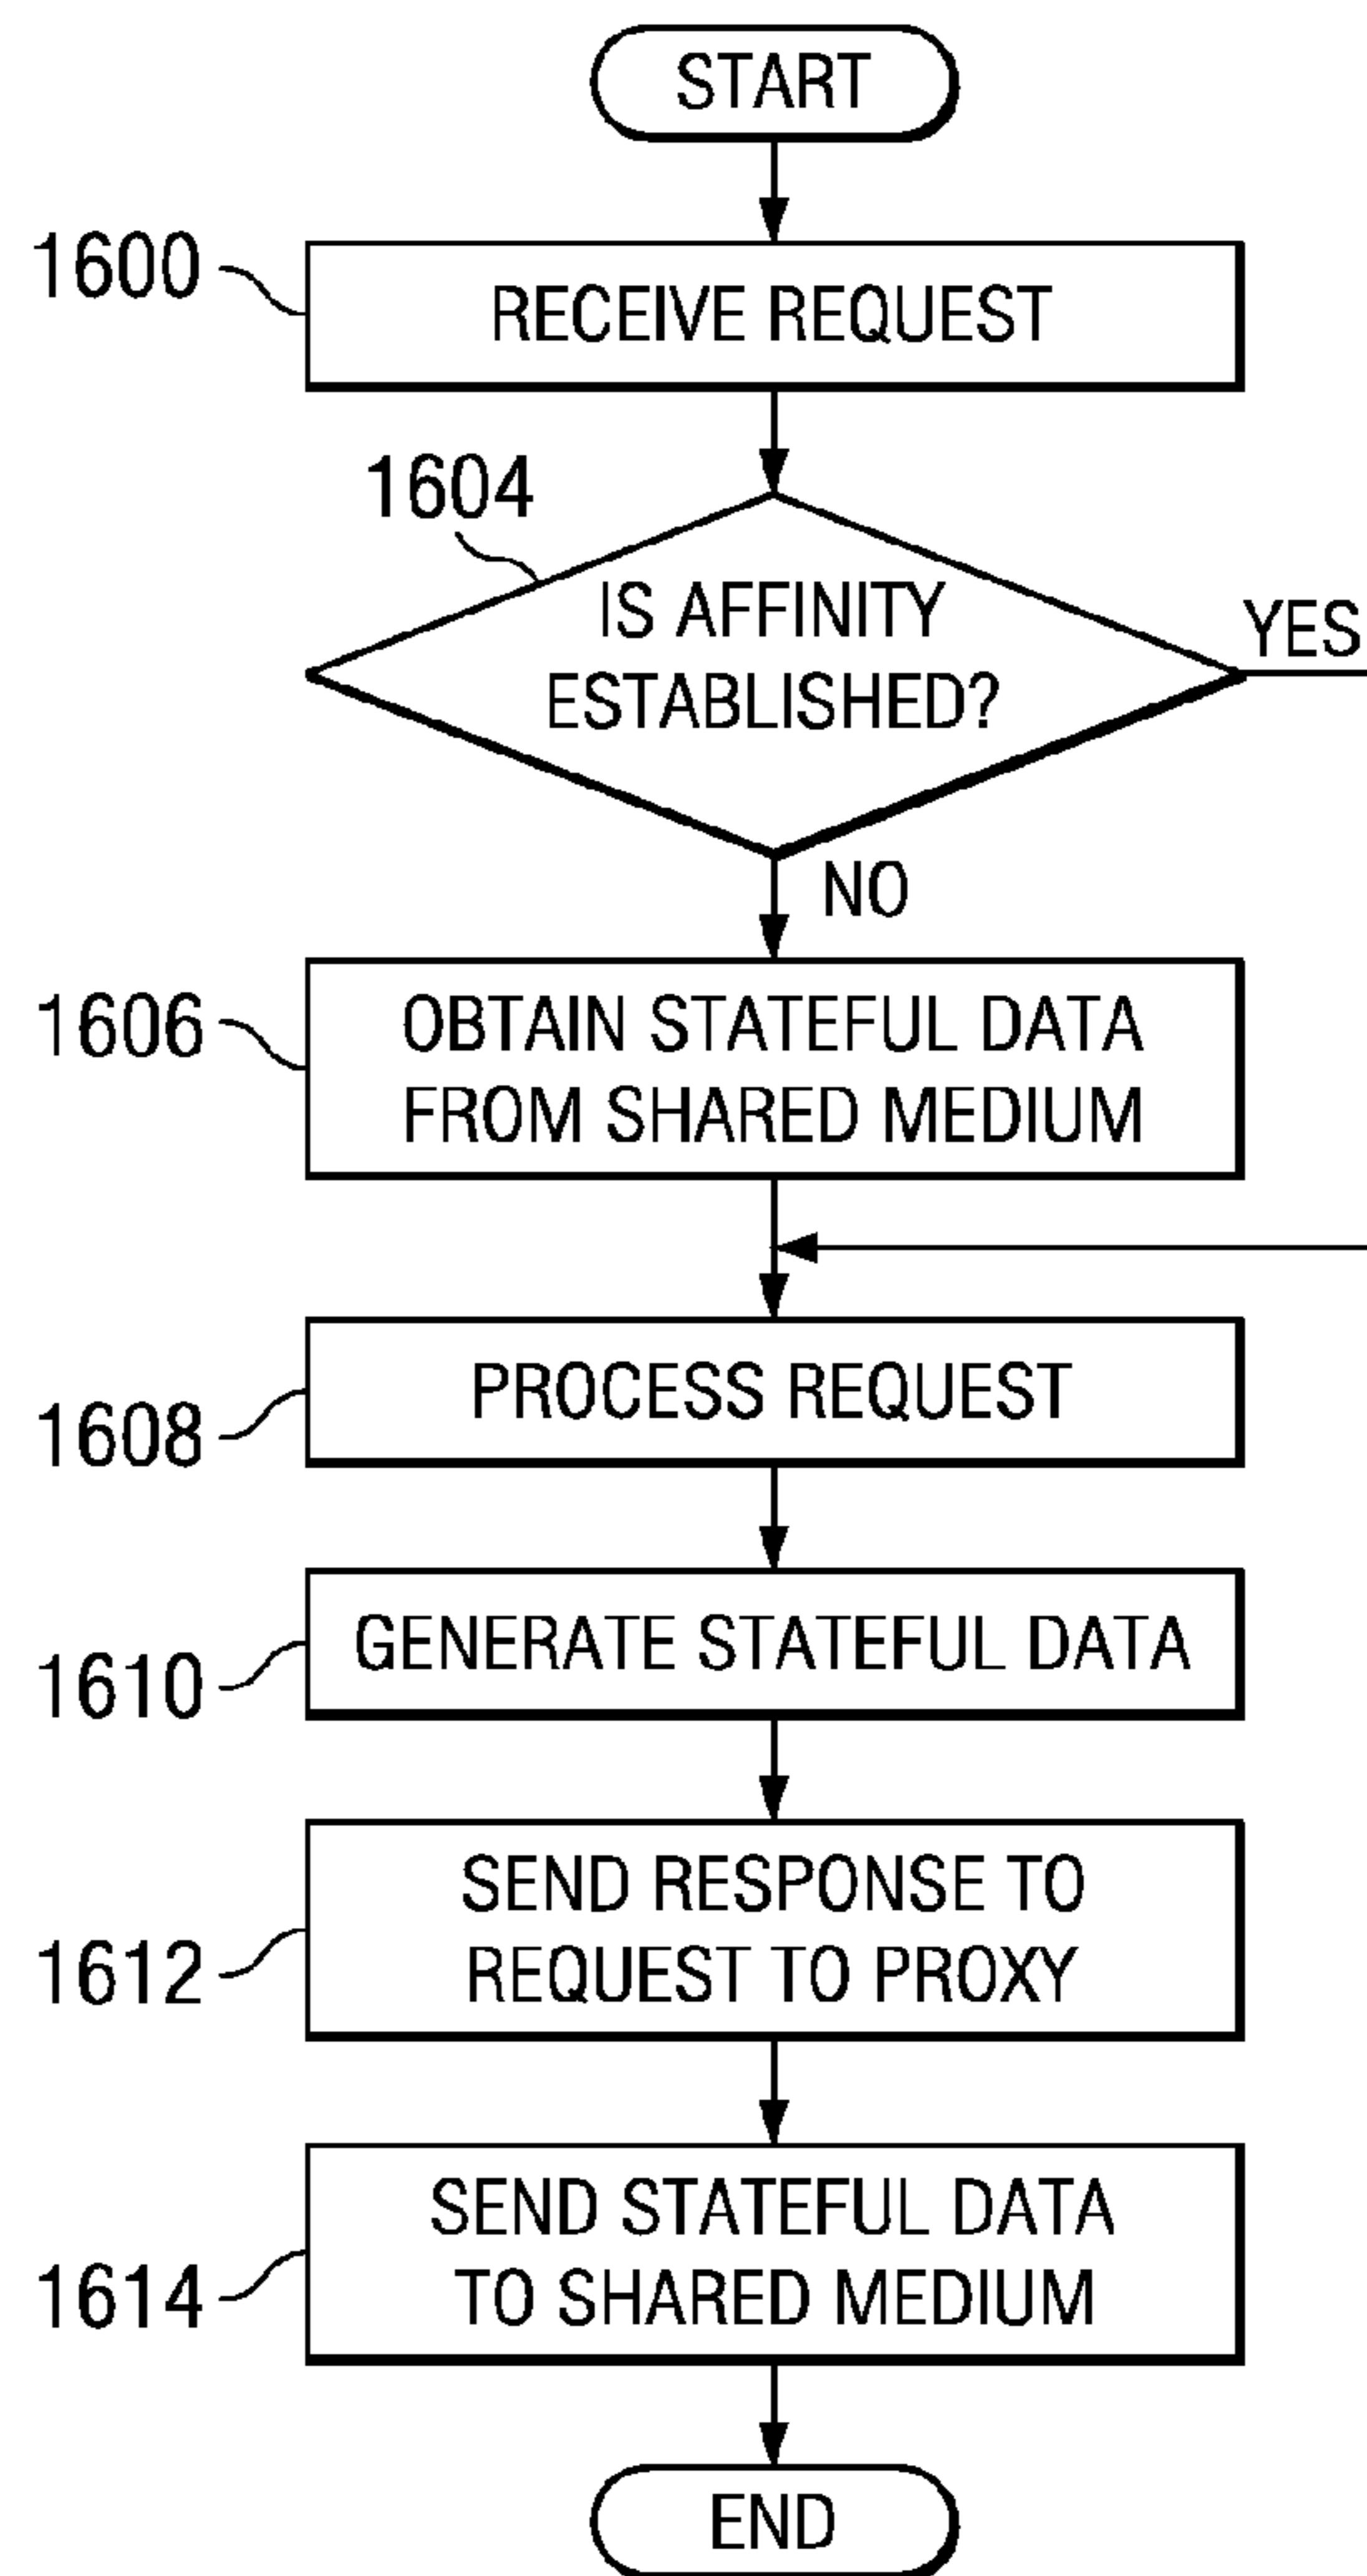 START
1600
RECEIVE REQUEST
1604
IS AFFINITY
ESTABLISHED?
YES
NO
1606
OBTAIN STATEFUL DATA
FROM SHARED MEDIUM
1608
PROCESS REQUEST
1610
GENERATE STATEFUL DATA
1612
SEND RESPONSE TO
REQUEST TO PROXY
1614
SEND STATEFUL DATA
TO SHARED MEDIUM
END